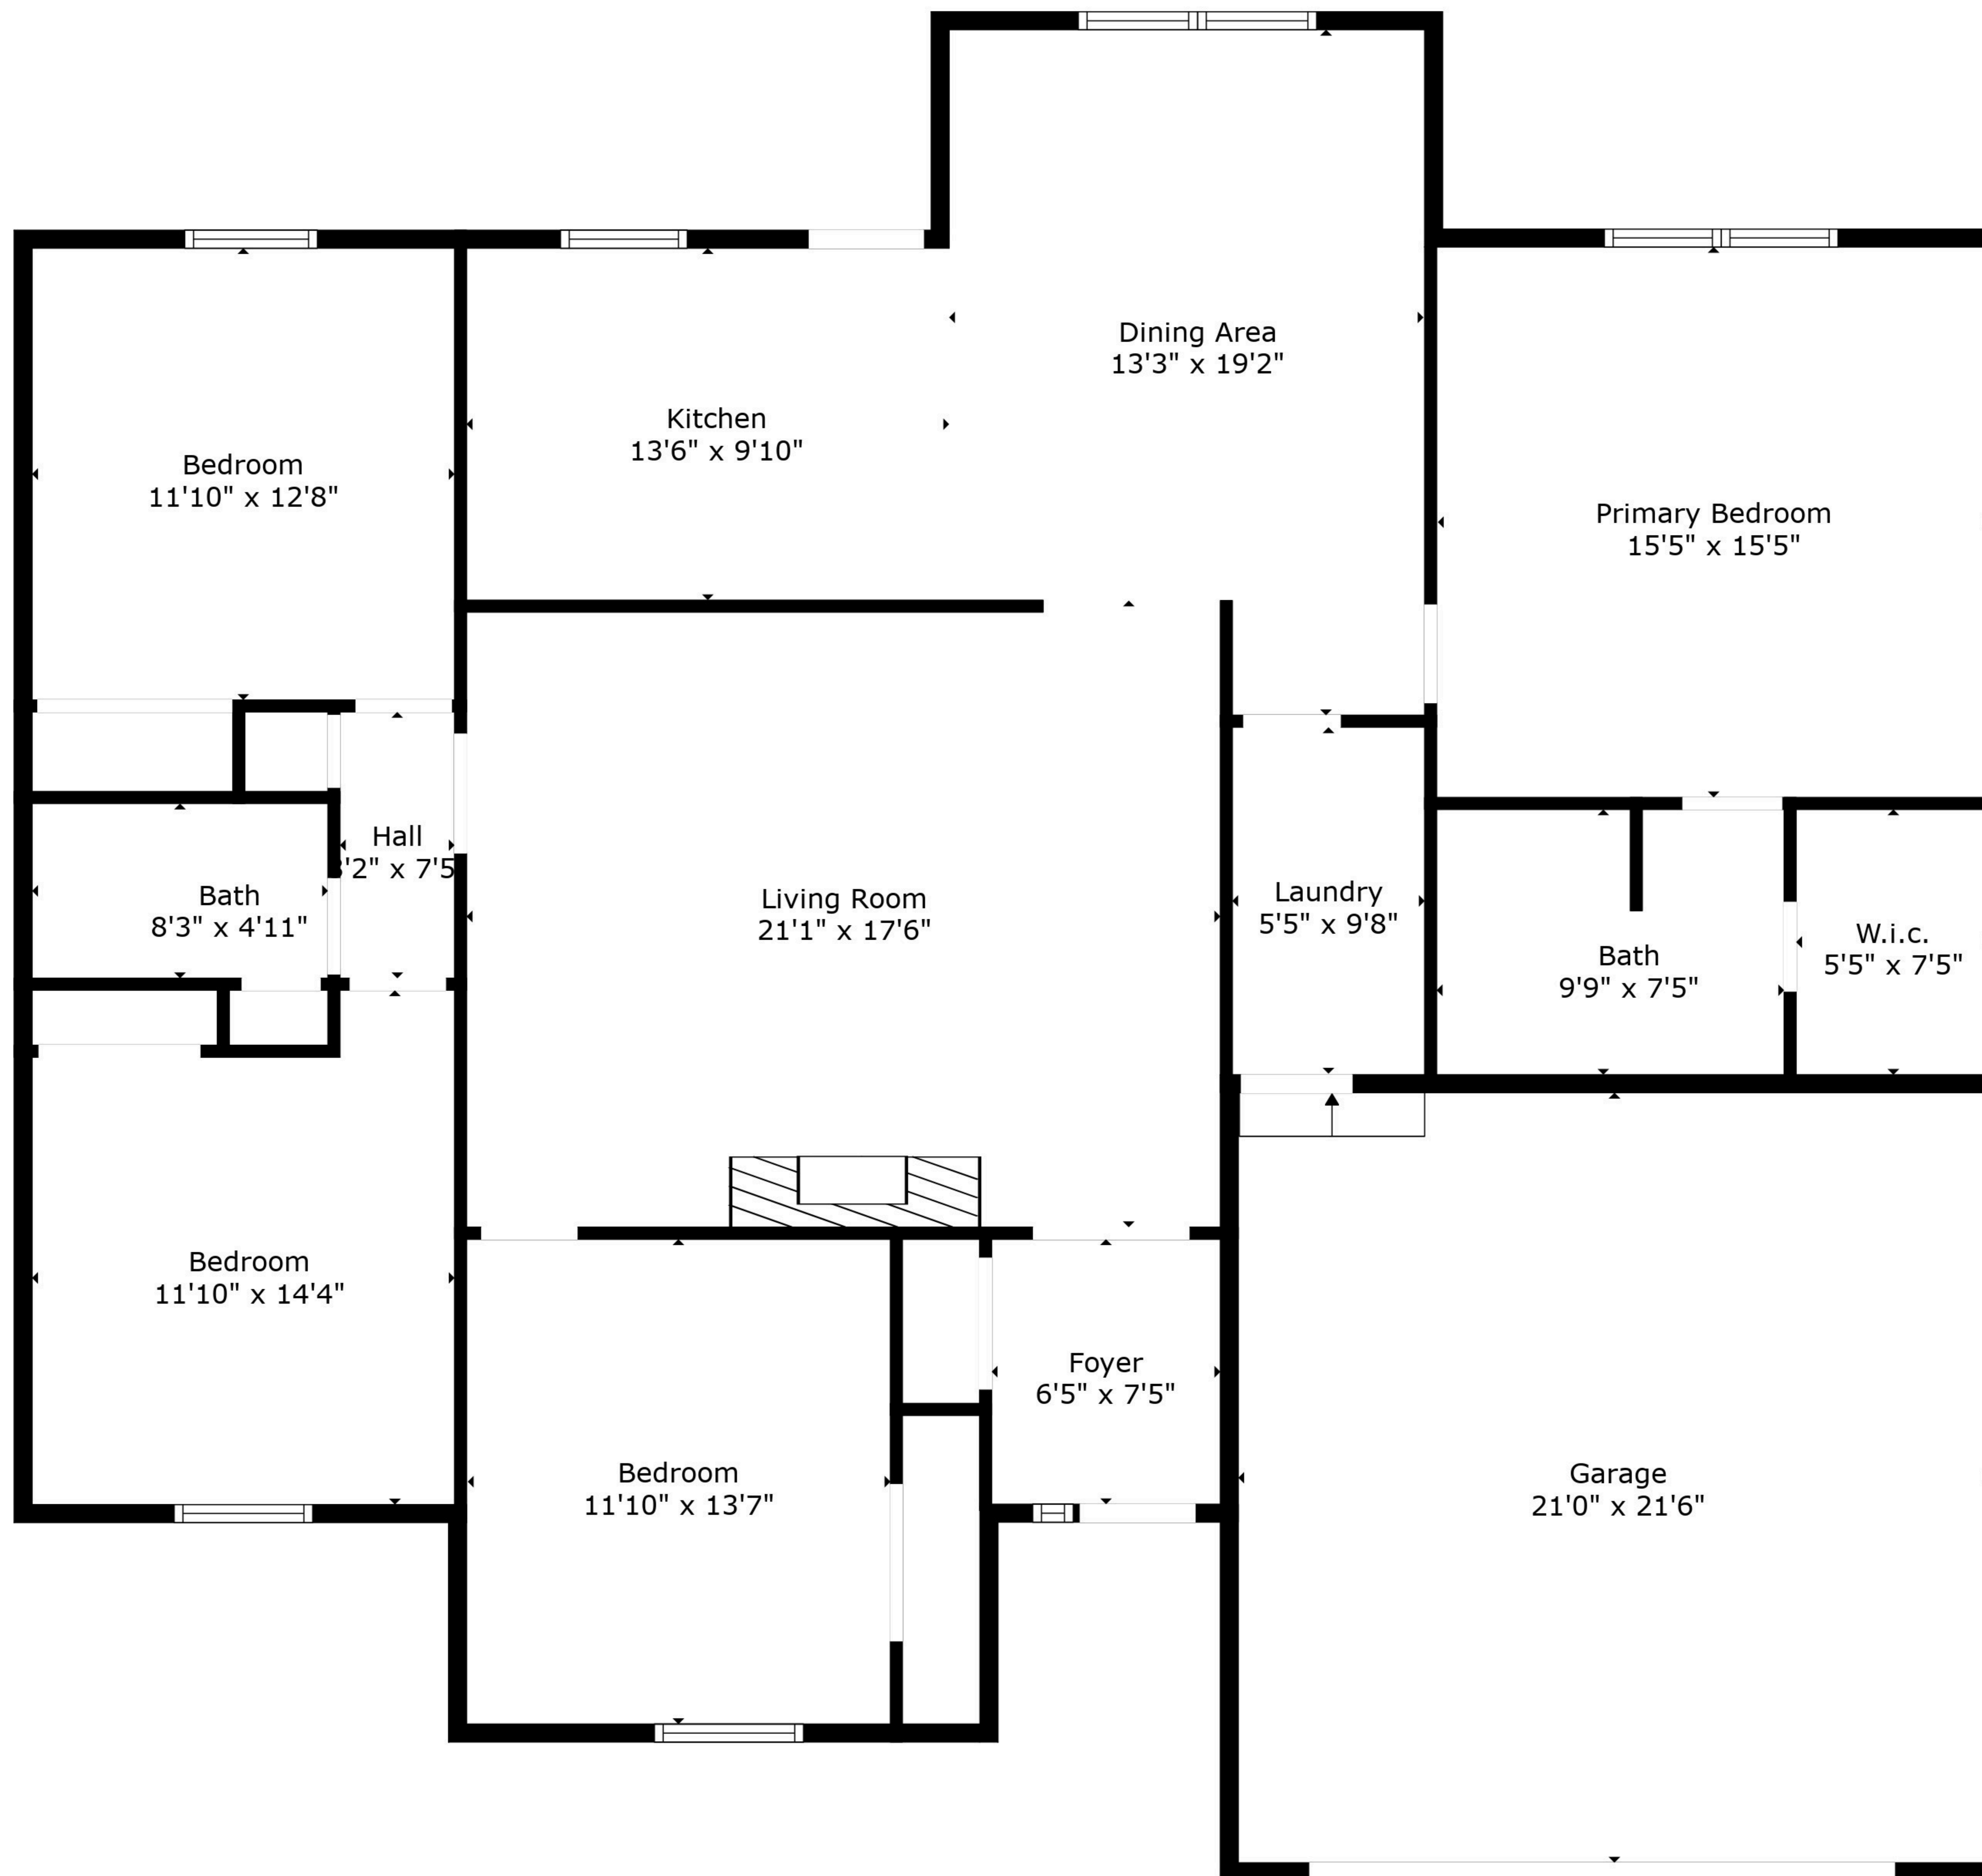 Dining Area
13'3" x 19'2"
Kitchen
13'6" x 9'10"
Bedroom
11'10" x 12'8"
Primary Bedroom
15'5" x 15'5"
Hall
'2" x 7'5
Bath
8'3" x 4'11"
Living Room
21'1" x 17'6"
Laundry
5'5" x 9'8"
Bath
9'9" x 7'5"
W.i.c.
5'5" x 7'5"
Bedroom
11'10" x 14'4"
Foyer
6'5" x 7'5"
Bedroom
11'10" x 13'7"
Garage
21'0" x 21'6"